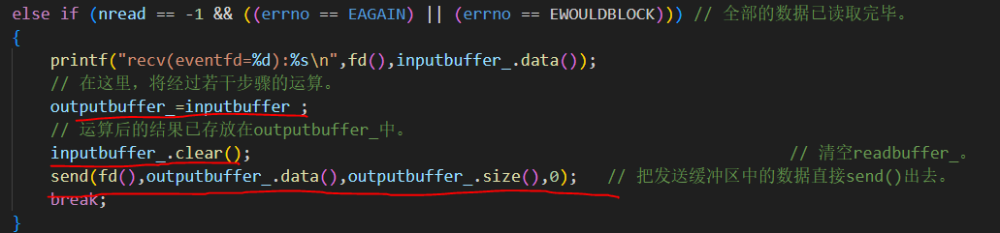 else if (nread == -1 && ((errno == EAGAIN) || (errno == EWOULDBLOCK))) // 全部的数据已读取完毕。
{
printf("recv(eventfd=%d):%s\n",fd(),inputbuffer_.data());
// 在这里，将经过若干步骤的运算。
outputbuffer_=inputbuffer_;
// 运算后的结果已存放在outputbuffer_中。
inputbuffer_.clear(); // 清空readbuffer_。
send(fd(),outputbuffer_.data(),outputbuffer_.size(),0); // 把发送缓冲区中的数据直接send()出去。
break;
}